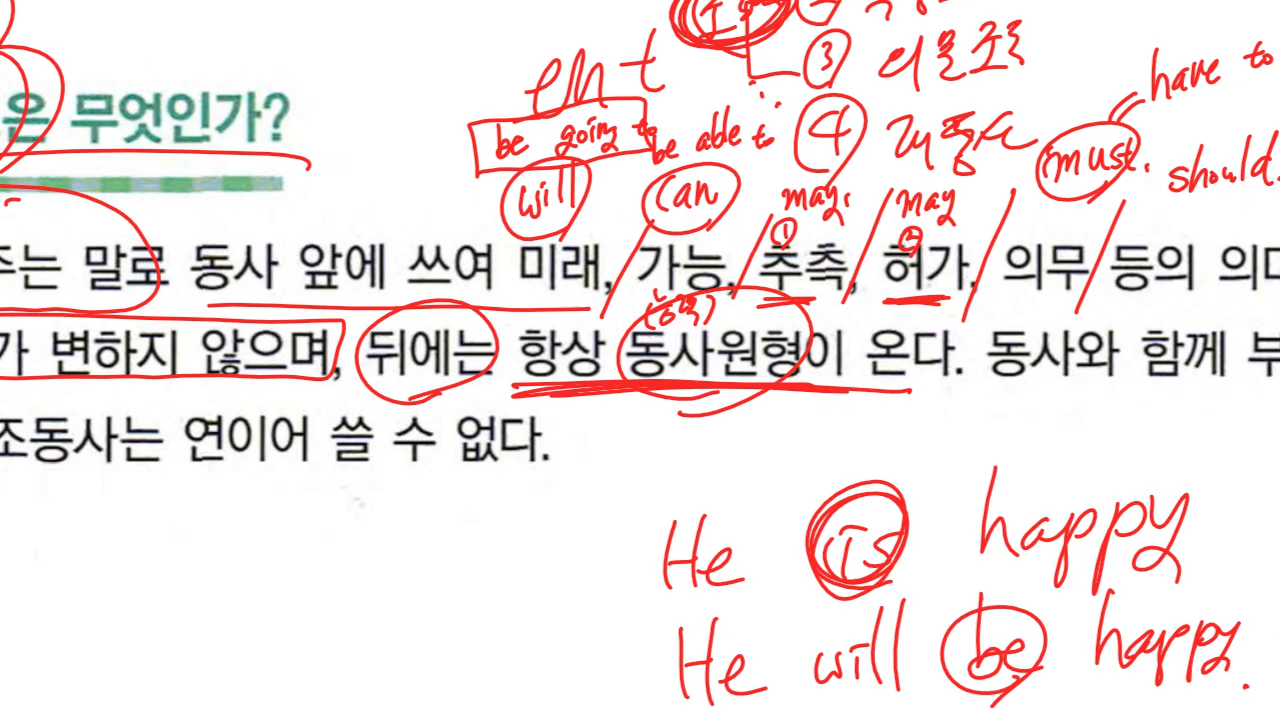 ③
have to
은 무엇인가?
be going to be able to ④
must. should.
will can may. may
① ②
주는 말로 동사 앞에 쓰여 미래, 가능, 추측, 허가, 의무 등의 의미
가 변하지 않으며, 뒤에는 항상 동사원형이 온다. 동사와 함께 부
조동사는 연이어 쓸 수 없다.
He is happy
He will be happy.